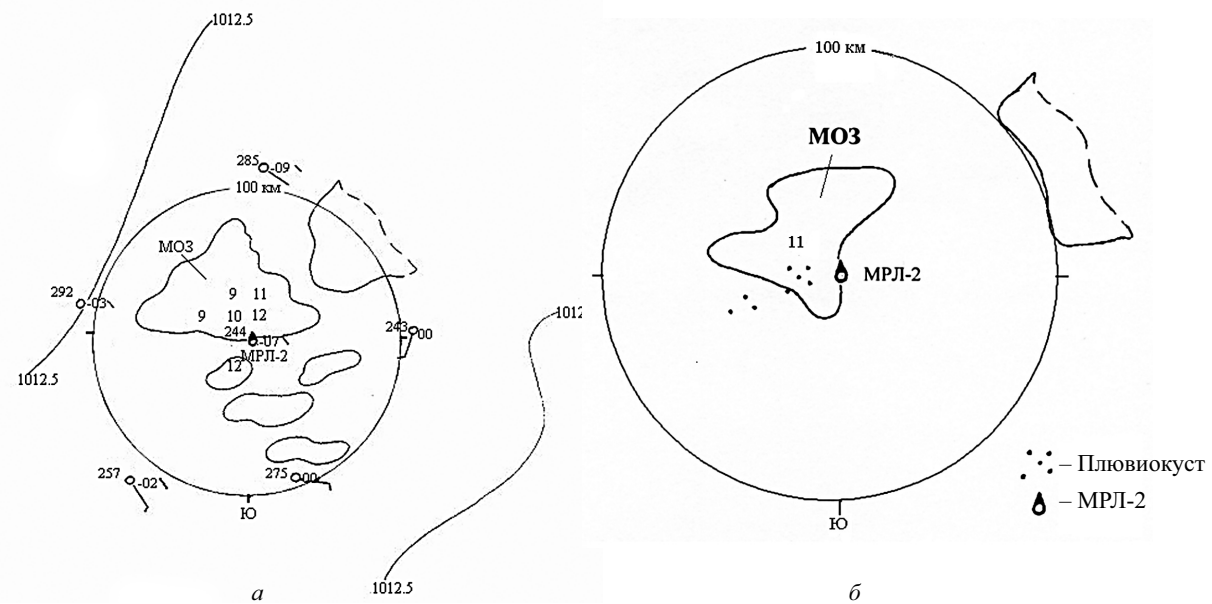 1012.5
285
-09
100 км
МОЗ
292
-03
9
11
9
10
12
244
-07
МРЛ-2
243
00
12
1012.5
257
-02
275
00
Ю
1012.5
а
100 км
МОЗ
11
МРЛ-2
1012
– Плювиокуст
– МРЛ-2
Ю
б